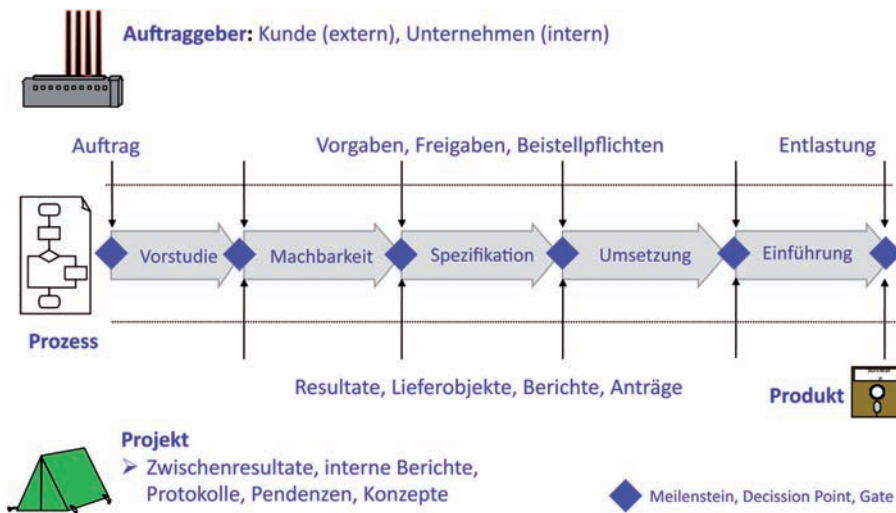 Auftraggeber: Kunde (extern), Unternehmen (intern)
Auftrag
Vorgaben, Freigaben, Beistellpflichten
Entlastung
Vorstudie
Machbarkeit
Spezifikation
Umsetzung
Einführung
Prozess
Resultate, Lieferobjekte, Berichte, Anträge
Produkt
Projekt
➢ Zwischenresultate, interne Berichte,
Protokolle, Pendenzen, Konzepte
Meilenstein, Decission Point, Gate